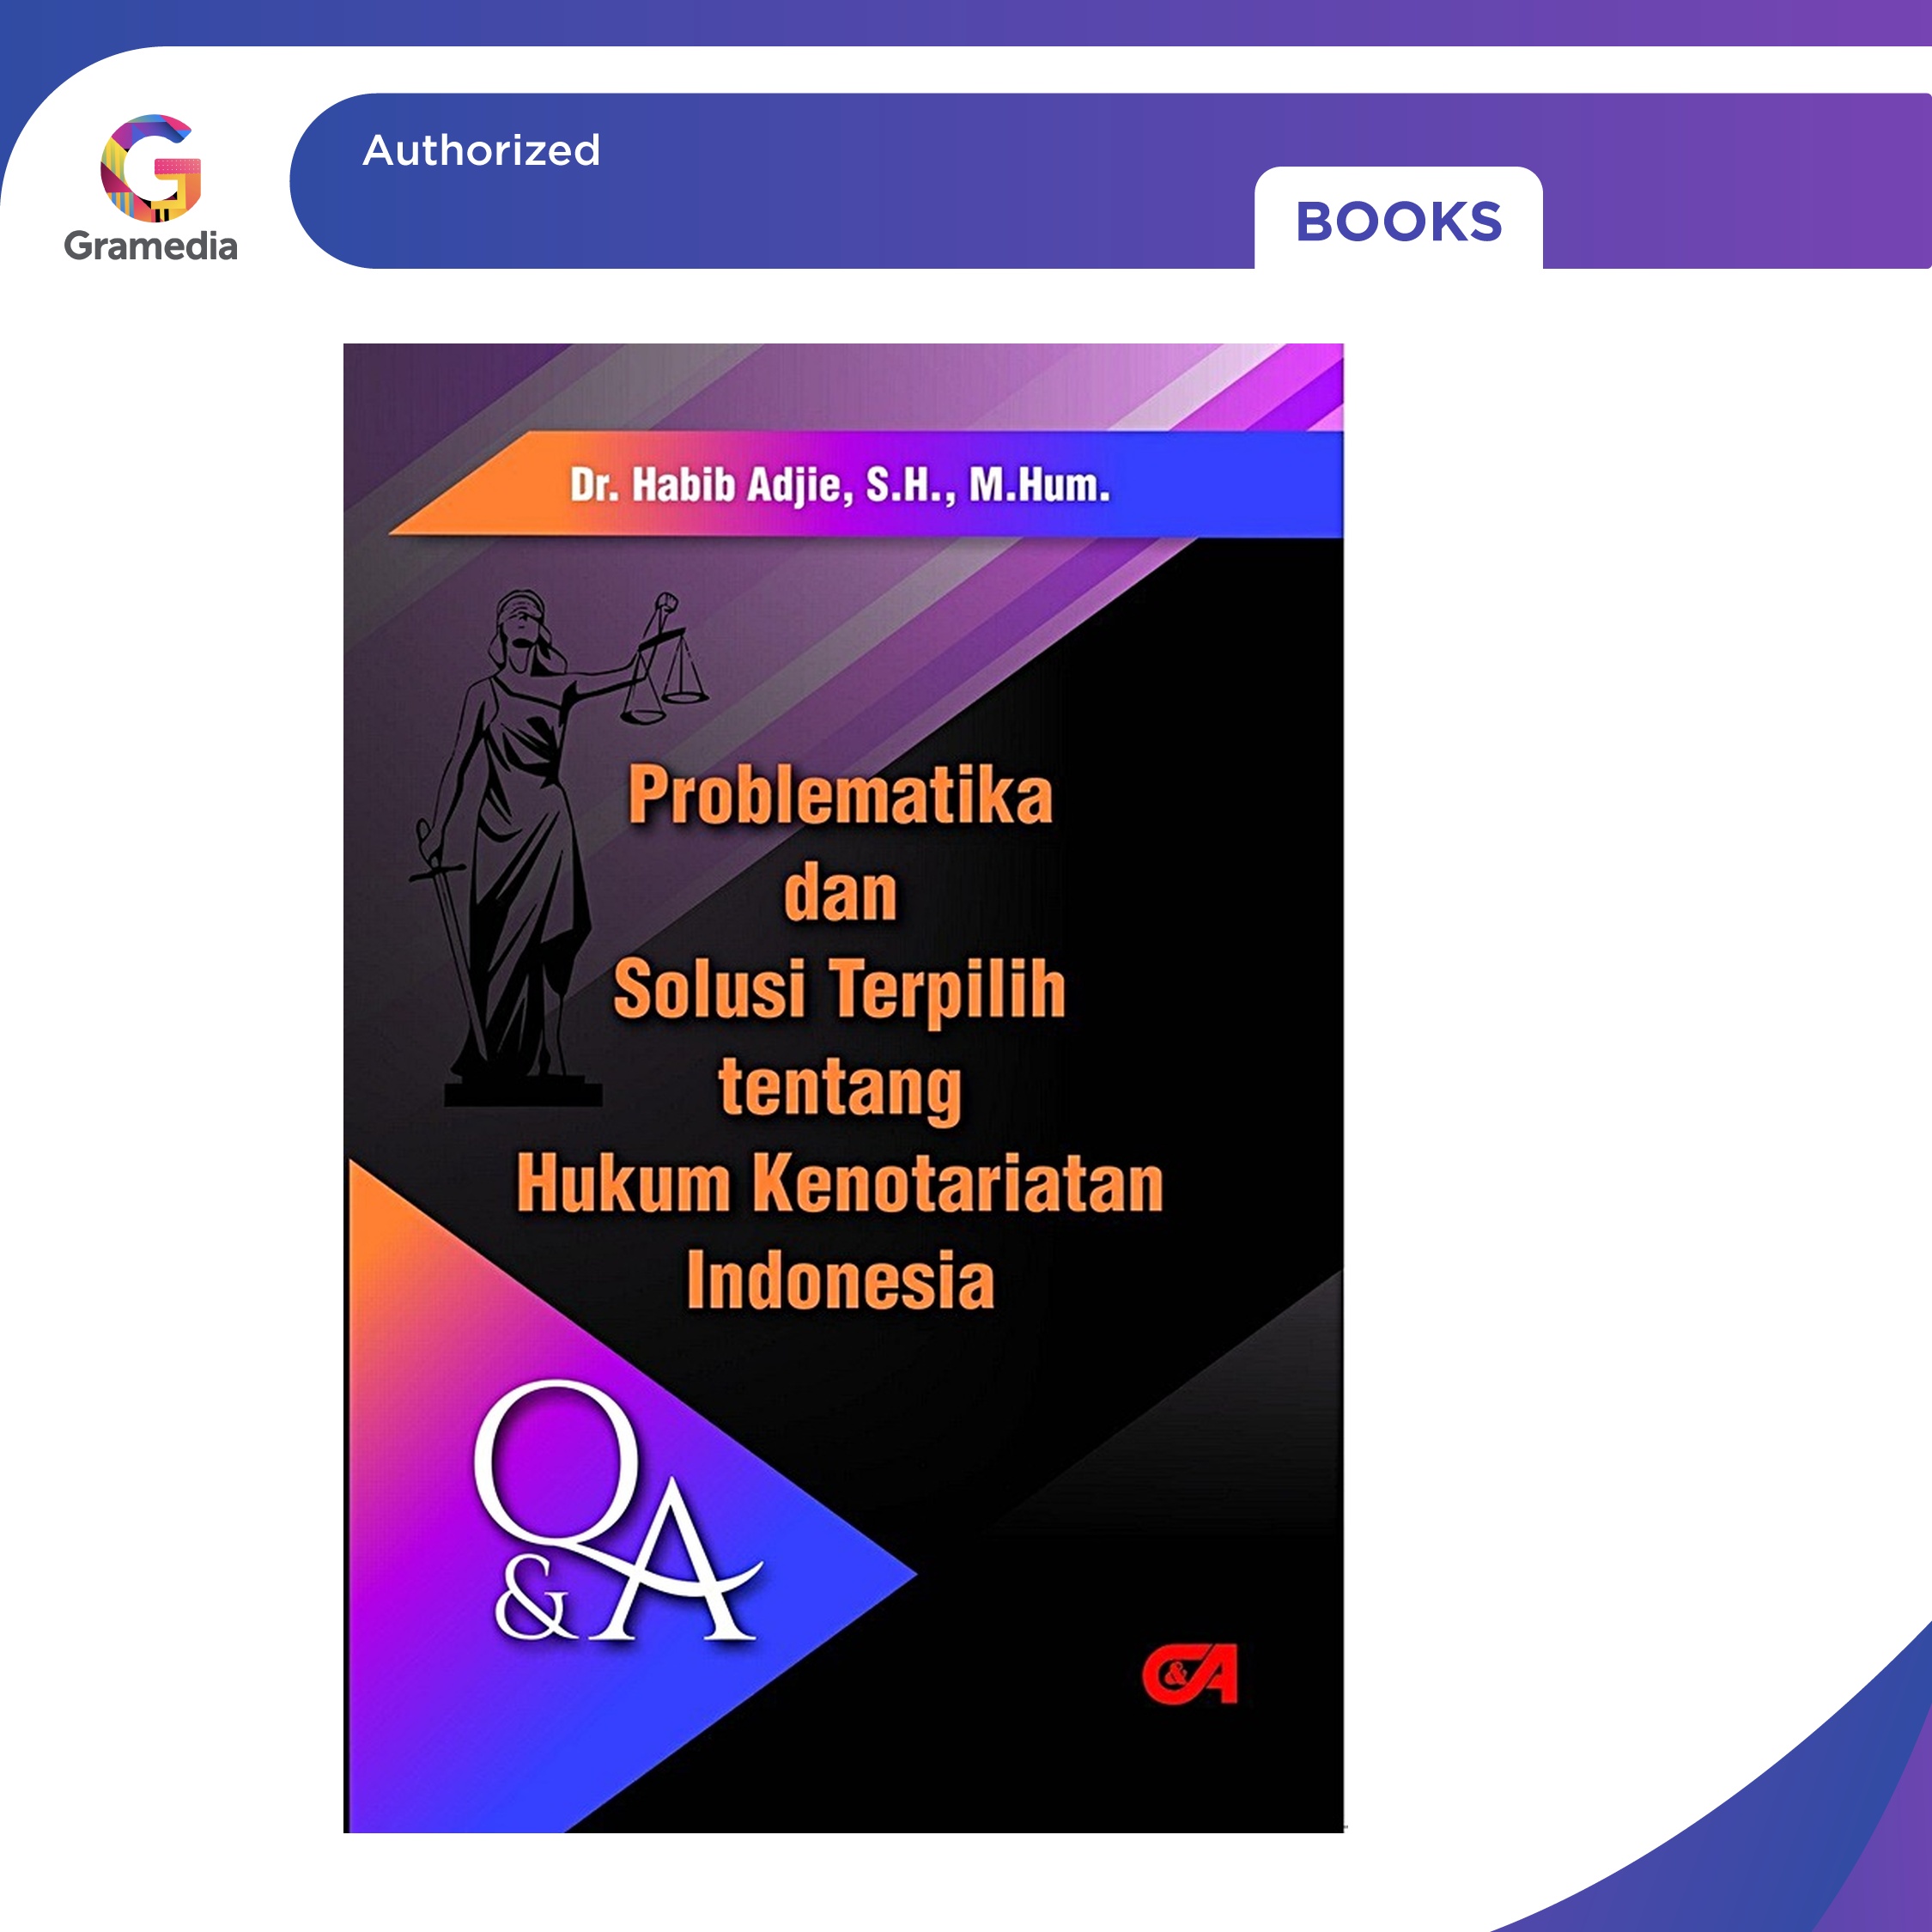 Gramedia
Authorized
BOOKS
Dr. Habib Adjie, S.H., M.Hum.
Problematika
dan
Solusi Terpilih
tentang
Hukum Kenotariatan
Indonesia
Q
&A
C&A